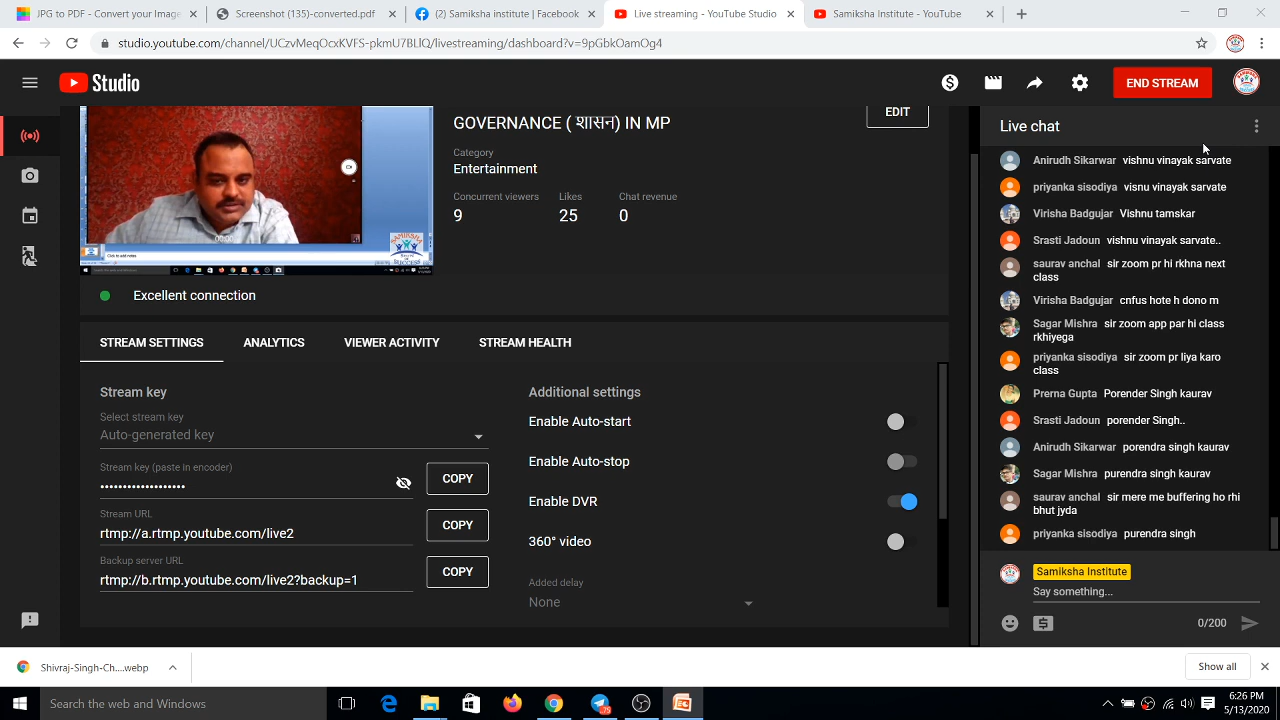 JPG to PDF - Convert your Image
Screenshot (135)-converted.pdf
(2) Samiksha institute | Facebook
Live streaming - YouTube Studio
Samiksha Institute - YouTube
studio.youtube.com/channel/UCzvMeqOcxKVFS-pkmU7BLlQ/livestreaming/dashboard?v=9pGbkOamOg4
Studio
END STREAM
GOVERNANCE ( शासन) IN MP
EDIT
Category
Entertainment
Concurrent viewers
Likes
Chat revenue
9
25
0
00:00
SAMIKSHA
SUCCESS
Click to add notes
Excellent connection
STREAM SETTINGS
ANALYTICS
VIEWER ACTIVITY
STREAM HEALTH
Stream key
Select stream key
Auto-generated key
Stream key (paste in encoder)
•••••••••••••••••••
COPY
Stream URL
rtmp://a.rtmp.youtube.com/live2
COPY
Backup server URL
rtmp://b.rtmp.youtube.com/live2?backup=1
COPY
Additional settings
Enable Auto-start
Enable Auto-stop
Enable DVR
360° video
Added delay
None
Live chat
Anirudh Sikarwar vishnu vinayak sarvate
priyanka sisodiya visnu vinayak sarvate
Virisha Badgujar Vishnu tamskar
Srasti Jadoun vishnu vinayak sarvate.
saurav anchal sir zoom pr hi rkhna next
class
Virisha Badgujar cnfus hote h dono m
Sagar Mishra sir zoom app par hi class
rkhiyega
priyanka sisodiya sir zoom pr liya karo
class
Prerna Gupta Porender Singh kaurav
Srasti Jadoun porender Singh..
Anirudh Sikarwar porendra singh kaurav
Sagar Mishra purendra singh kaurav
saurav anchal sir mere me buffering ho rhi
bhut jyda
priyanka sisodiya purendra singh
Samiksha Institute
Say something...
0/200
Shivraj-Singh-Ch....webp
Show all
Search the web and Windows
79
6:26 PM
5/13/2020